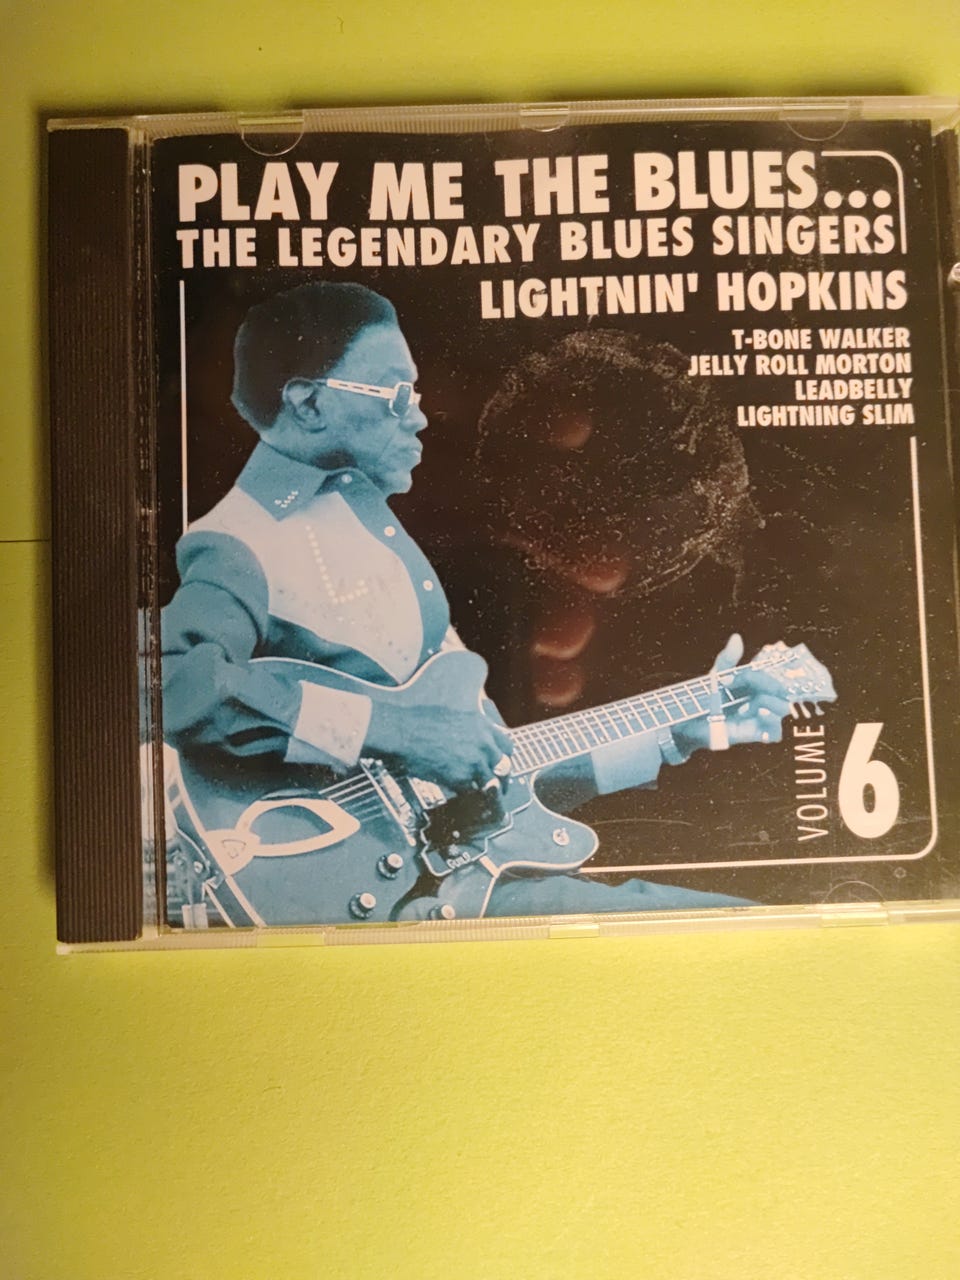 PLAY ME THE BLUES...
THE LEGENDARY BLUES SINGERS
LIGHTNIN' HOPKINS
T-BONE WALKER
JELLY ROLL MORTON
LEADBELLY
LIGHTNING SLIM
VOLUME 6
GUILD